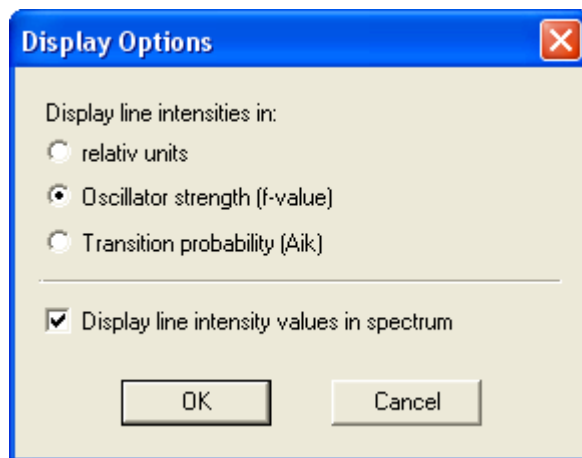 Display Options
Display line intensities in:
relativ units
Oscillator strength (f-value)
Transition probability (Aik)
Display line intensity values in spectrum
OK
Cancel